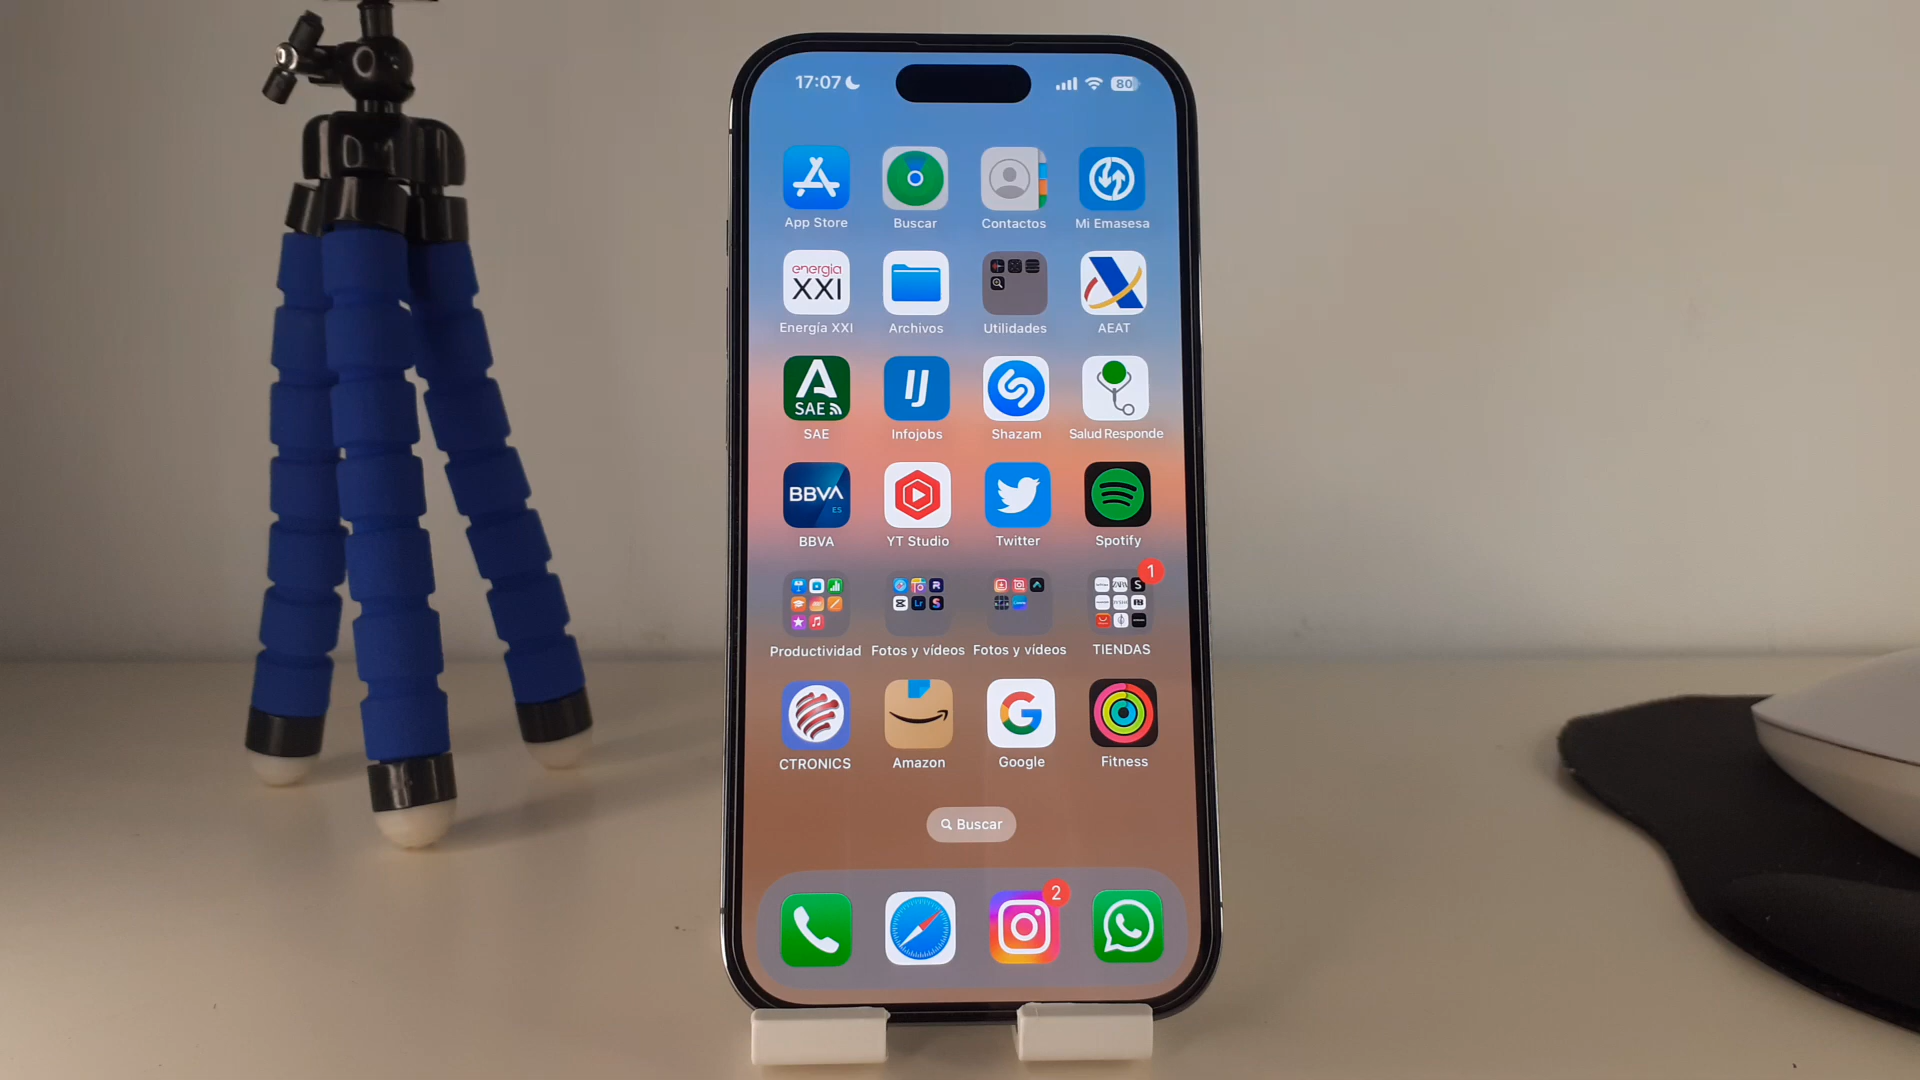 17:07
80
App Store
Buscar
Contactos
Mi Emasesa
energía
XXI
Energía XXI
Archivos
Utilidades
AEAT
SAE
SAE
Infojobs
Shazam
Salud Responde
BBVA
ES
BBVA
YT Studio
Twitter
Spotify
1
Productividad
Fotos y vídeos
Fotos y vídeos
TIENDAS
CTRONICS
Amazon
Google
Fitness
Buscar
2